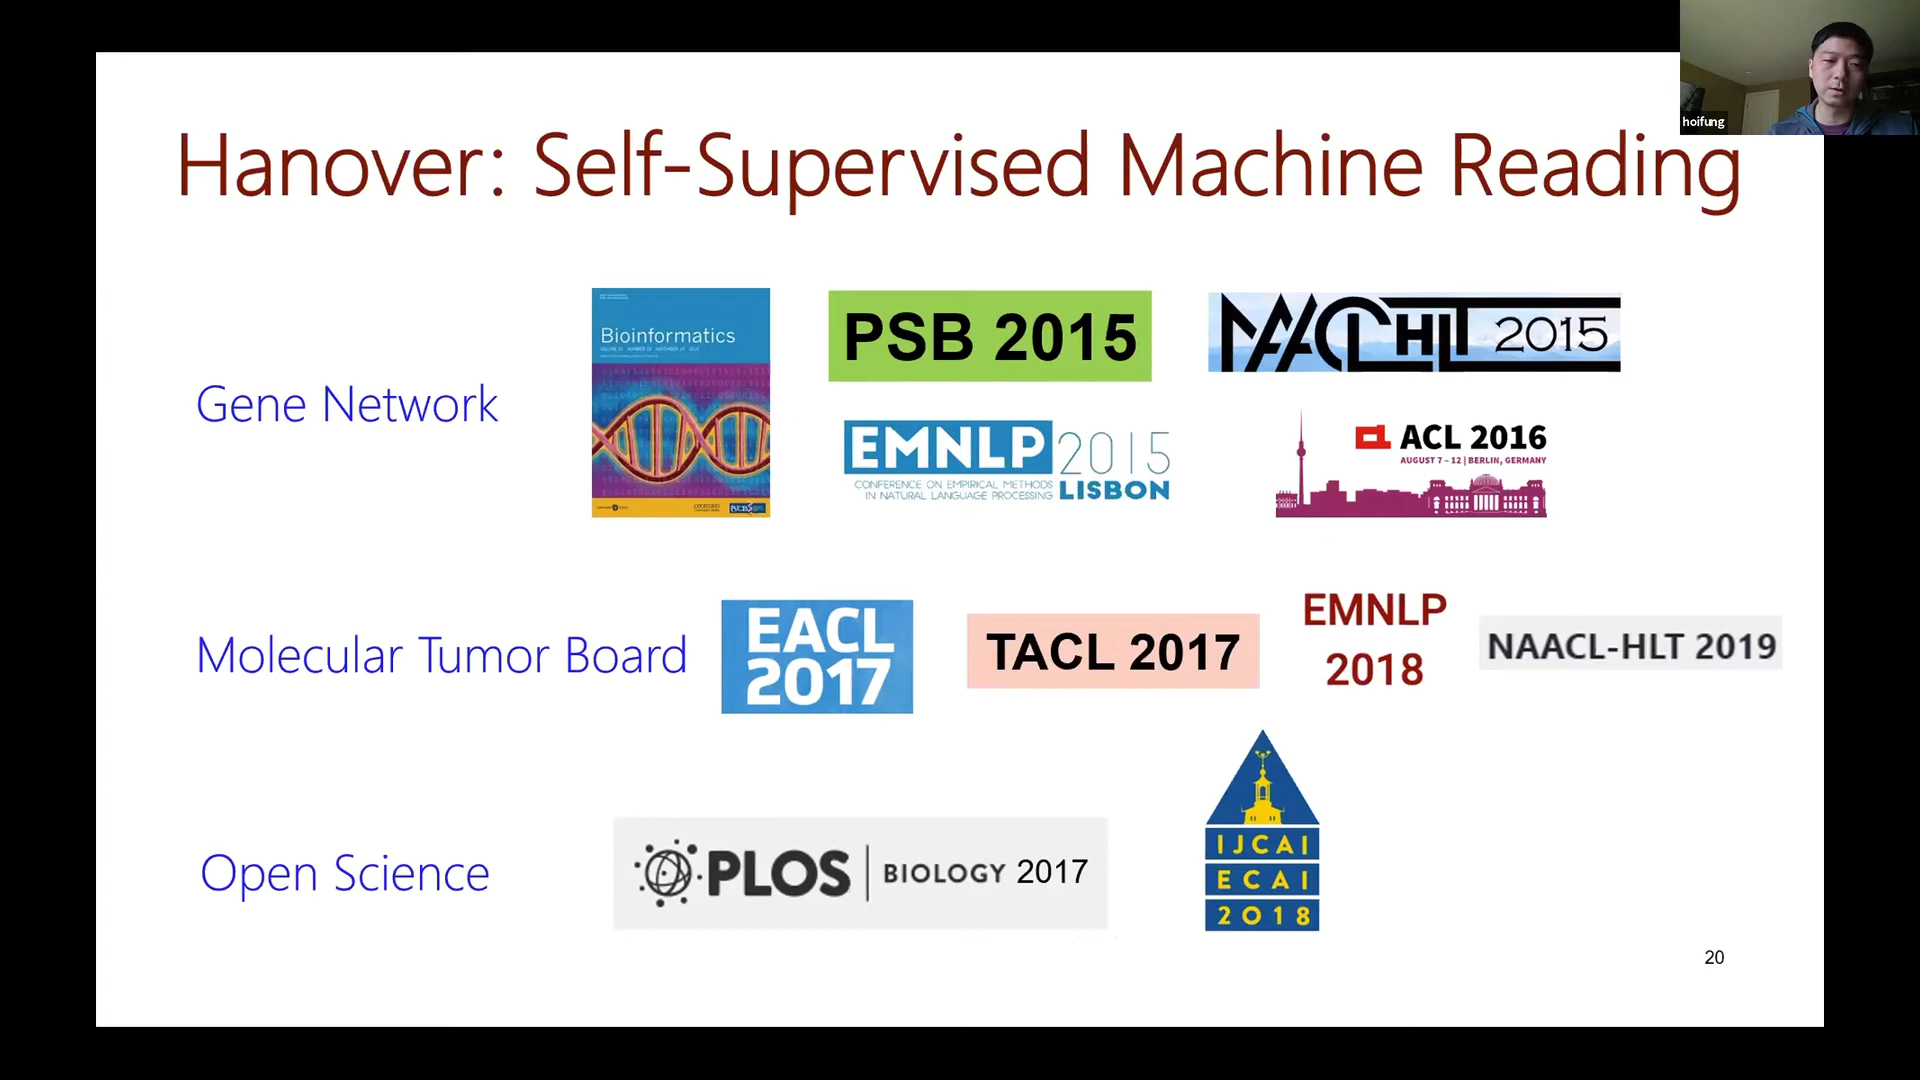 hoifung
Hanover: Self-Supervised Machine Reading
Gene Network
Bioinformatics
PSB 2015
NAACL HLT 2015
EMNLP 2015
CONFERENCE ON EMPIRICAL METHODS
IN NATURAL LANGUAGE PROCESSING LISBON
ACL 2016
AUGUST 7 – 12 | BERLIN, GERMANY
Molecular Tumor Board
EACL
2017
TACL 2017
EMNLP
2018
NAACL-HLT 2019
Open Science
PLOS | BIOLOGY 2017
IJCAI
ECAI
2018
20